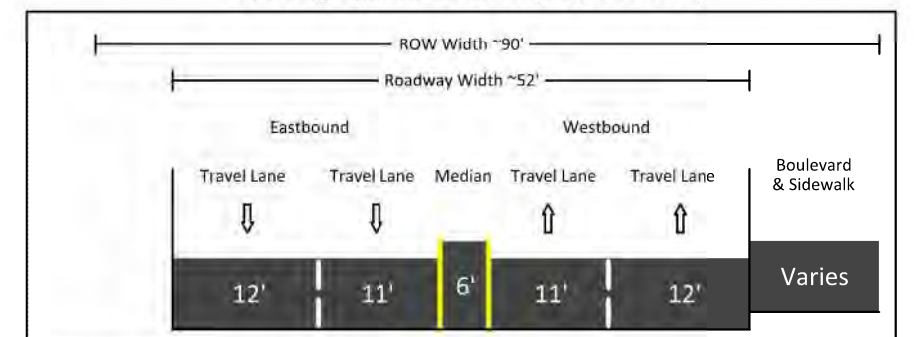 ROW Width ~90'
Roadway Width ~52'
Eastbound
Westbound
Travel Lane
Travel Lane
Median
Travel Lane
Travel Lane
Boulevard
& Sidewalk
12'
11'
6'
11'
12'
Varies